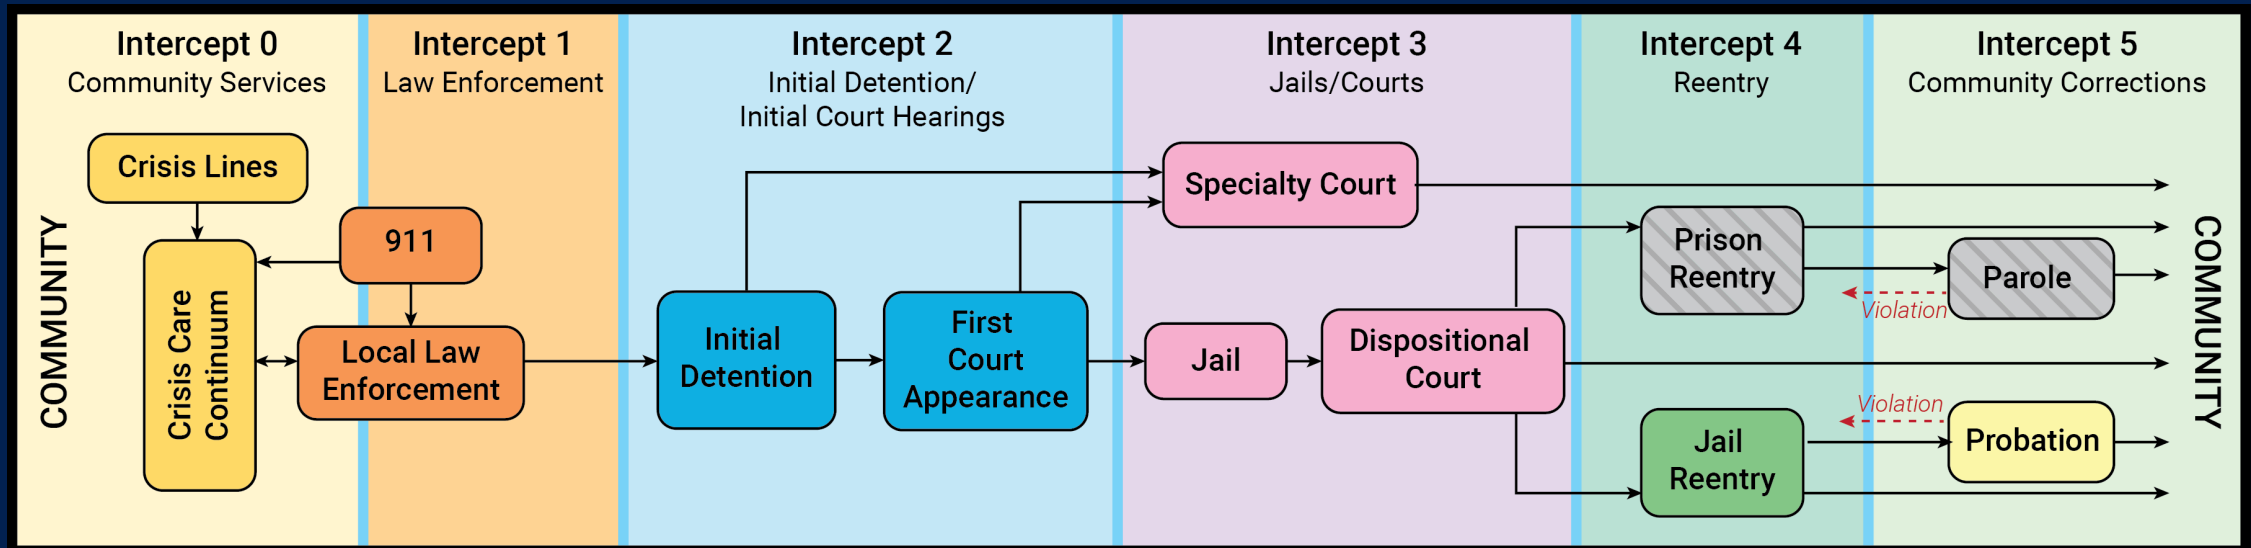 Intercept 0
Community Services
Intercept 1
Law Enforcement
Intercept 2
Initial Detention/
Initial Court Hearings
Intercept 3
Jails/Courts
Intercept 4
Reentry
Intercept 5
Community Corrections
COMMUNITY
Crisis Lines
Crisis Care
Continuum
911
Local Law
Enforcement
Initial
Detention
First
Court
Appearance
Specialty Court
Jail
Dispositional
Court
Prison
Reentry
Parole
Violation
Jail
Reentry
Violation
Probation
COMMUNITY